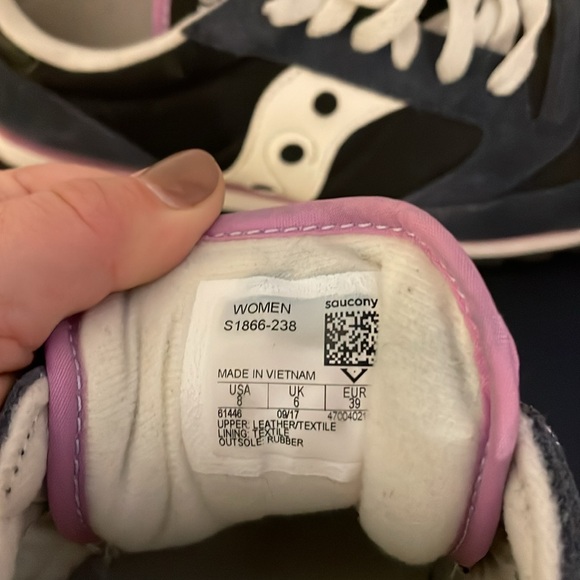 WOMEN saucony
S1866-238
MADE IN VIETNAM
USA UK EUR
8 6 39
61446 09/17 47004021
UPPER: LEATHER/TEXTILE
LINING: TEXTILE
OUTSOLE: RUBBER